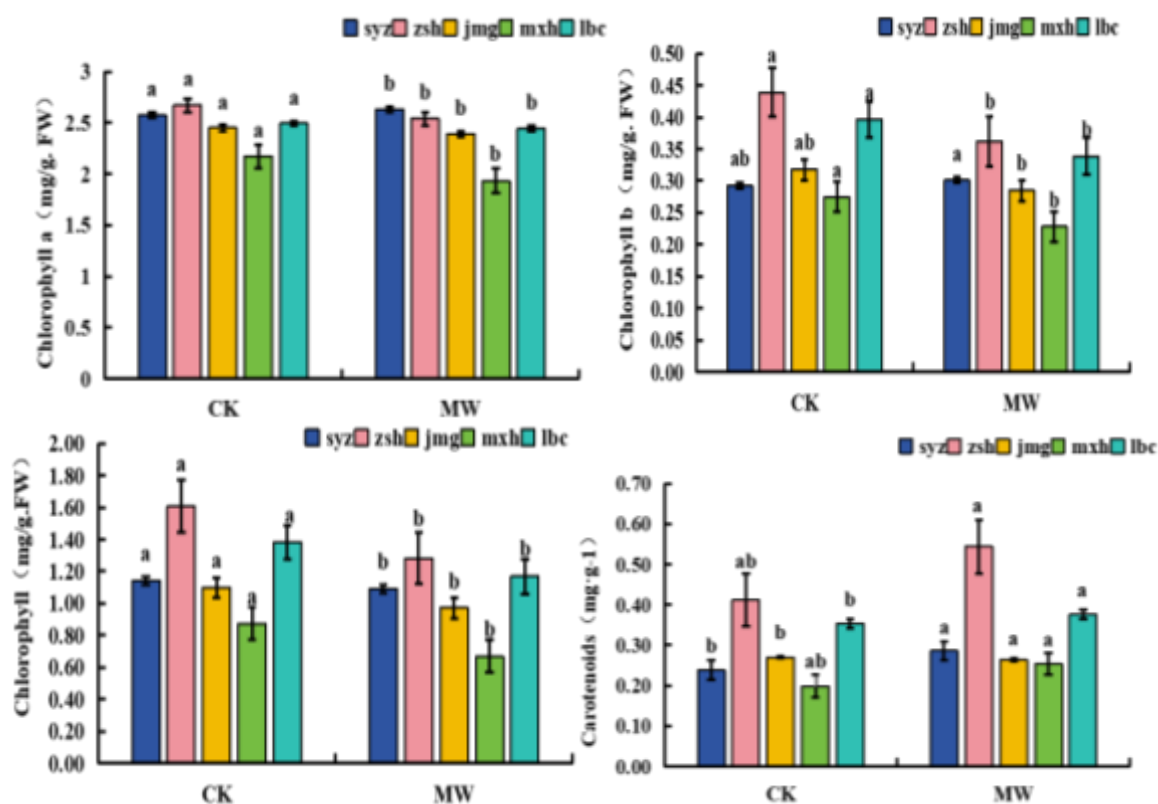 syz zsh jmg mxh lbc
Chlorophyll a（mg/g. FW）
3
2.5
2
1.5
1
0.5
0
a a a a a
b b b b b
CK MW
syz zsh jmg mxh lbc
Chlorophyll b（mg/g. FW）
0.50
0.45
0.40
0.35
0.30
0.25
0.20
0.15
0.10
0.05
0.00
ab a ab a a
a b b b b
CK MW
syz zsh jmg mxh lbc
Chlorophyll（mg/g.FW）
2.00
1.80
1.60
1.40
1.20
1.00
0.80
0.60
0.40
0.20
0.00
a a a a a
b b b b b
CK MW
syz zsh jmg mxh lbc
Carotenoids（mg·g-1）
0.70
0.60
0.50
0.40
0.30
0.20
0.10
0.00
b ab b ab b
a a a a a
CK MW